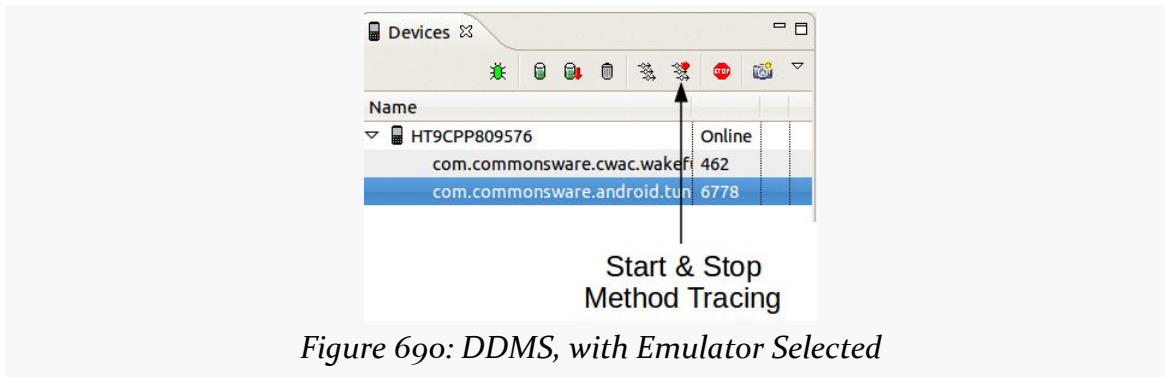 Devices
STOP
Name
HT9CPP809576 Online
com.commonsware.cwac.wakef 462
com.commonsware.android.tun 6778
Start & Stop
Method Tracing
Figure 690: DDMS, with Emulator Selected